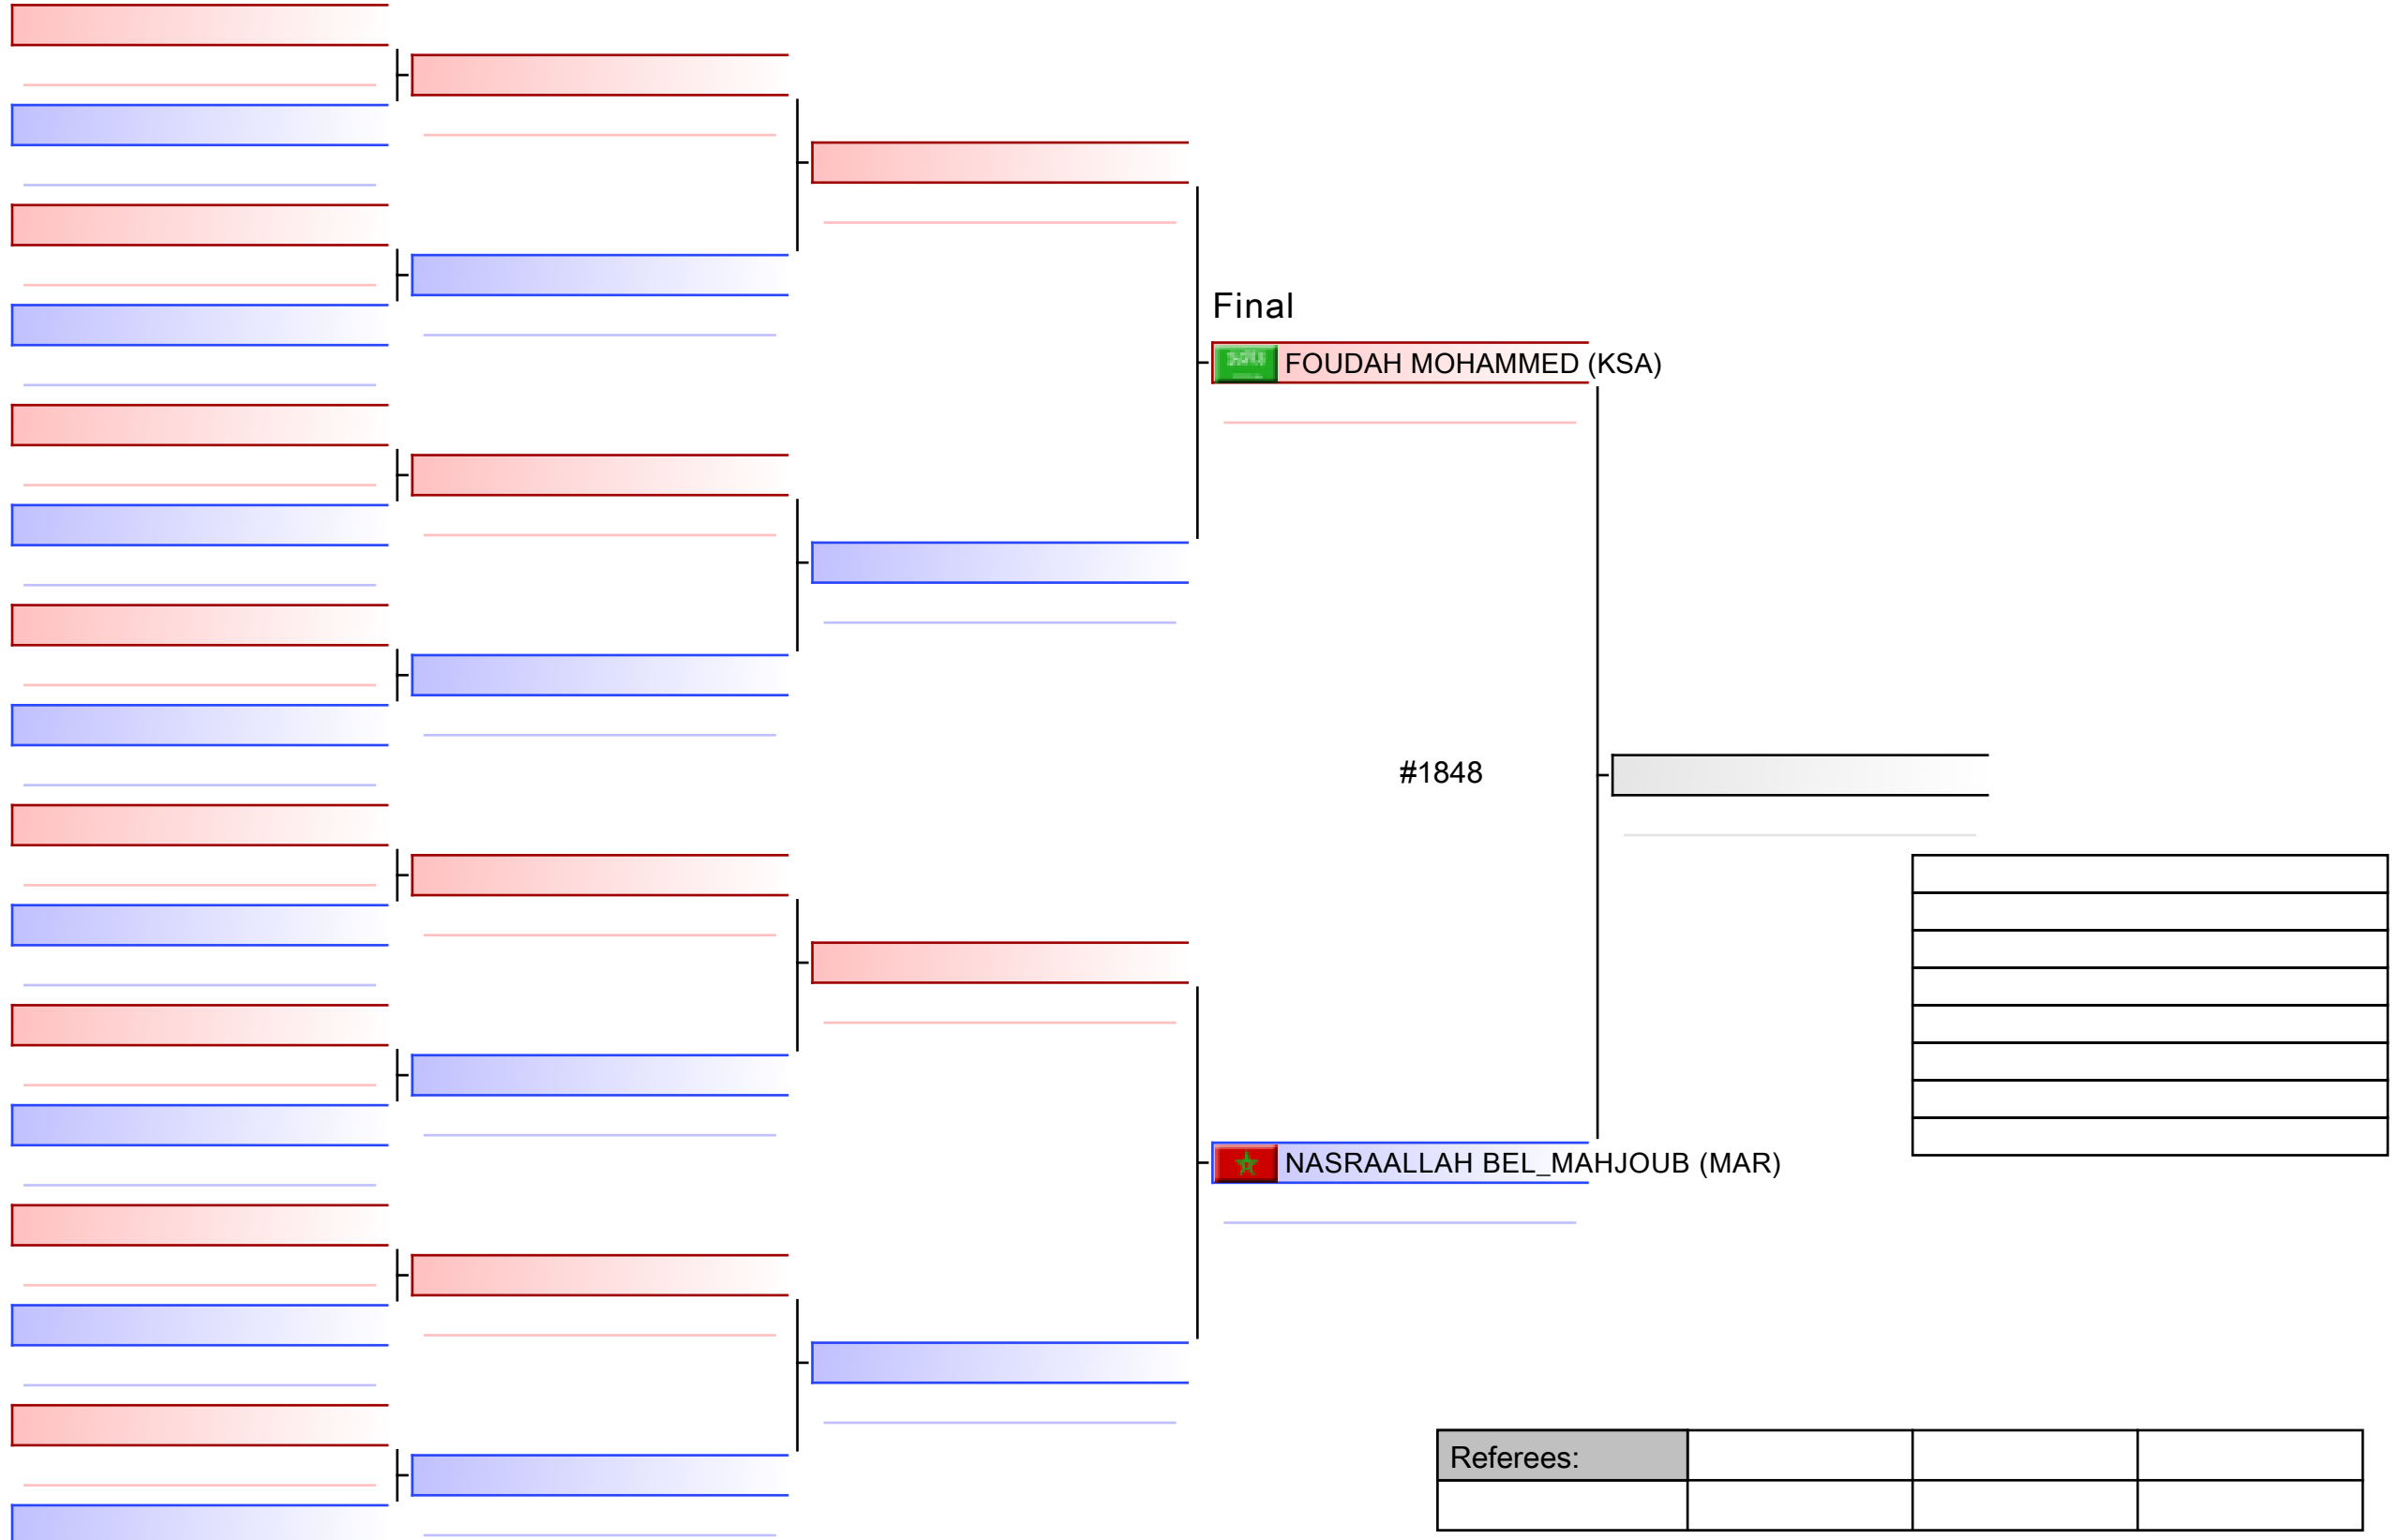 Final
FOUDAH MOHAMMED (KSA)
#1848
NASRAALLAH BEL_MAHJOUB (MAR)
Referees: